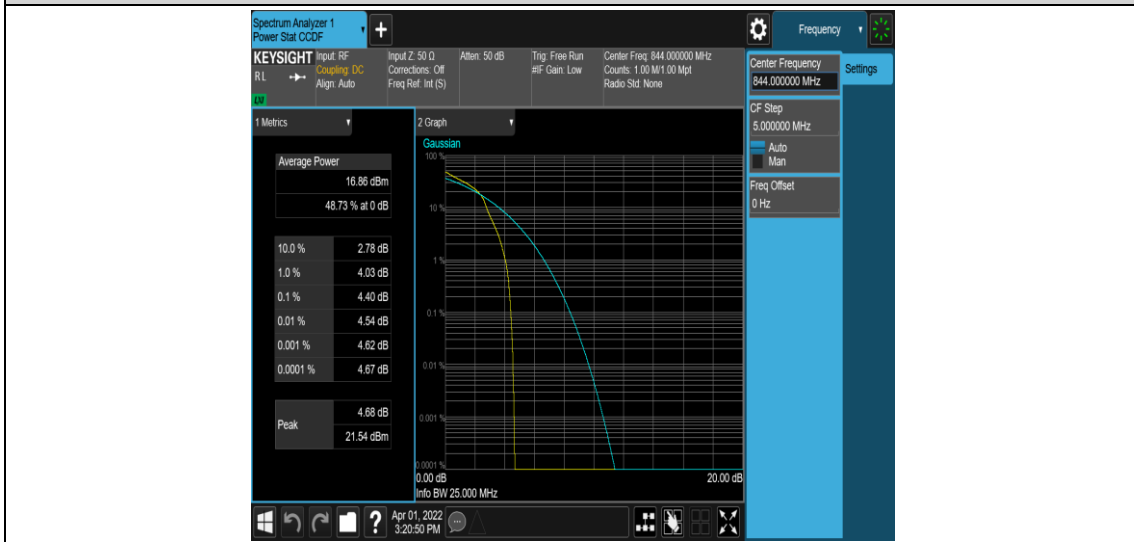 Spectrum Analyzer 1
Power Stat CCDF
+
Frequency
KEYSIGHT
Input: RF
Coupling: DC
Align: Auto
RL
LXI
Input Z: 50 Ω
Corrections: Off
Freq Ref: Int (S)
Atten: 50 dB
Trig: Free Run
#IF Gain: Low
Center Freq: 844.000000 MHz
Counts: 1.00 M/1.00 Mpt
Radio Std: None
Center Frequency
844.000000 MHz
Settings
CF Step
5.000000 MHz
Auto
Man
Freq Offset
0 Hz
1 Metrics
Average Power
16.86 dBm
48.73 % at 0 dB
10.0 % 2.78 dB
1.0 % 4.03 dB
0.1 % 4.40 dB
0.01 % 4.54 dB
0.001 % 4.62 dB
0.0001 % 4.67 dB
Peak
4.68 dB
21.54 dBm
2 Graph
Gaussian
100 %
10 %
1 %
0.1 %
0.01 %
0.001 %
0.0001 %
0.00 dB 20.00 dB
Info BW 25.000 MHz
?
Apr 01, 2022
3:20:50 PM